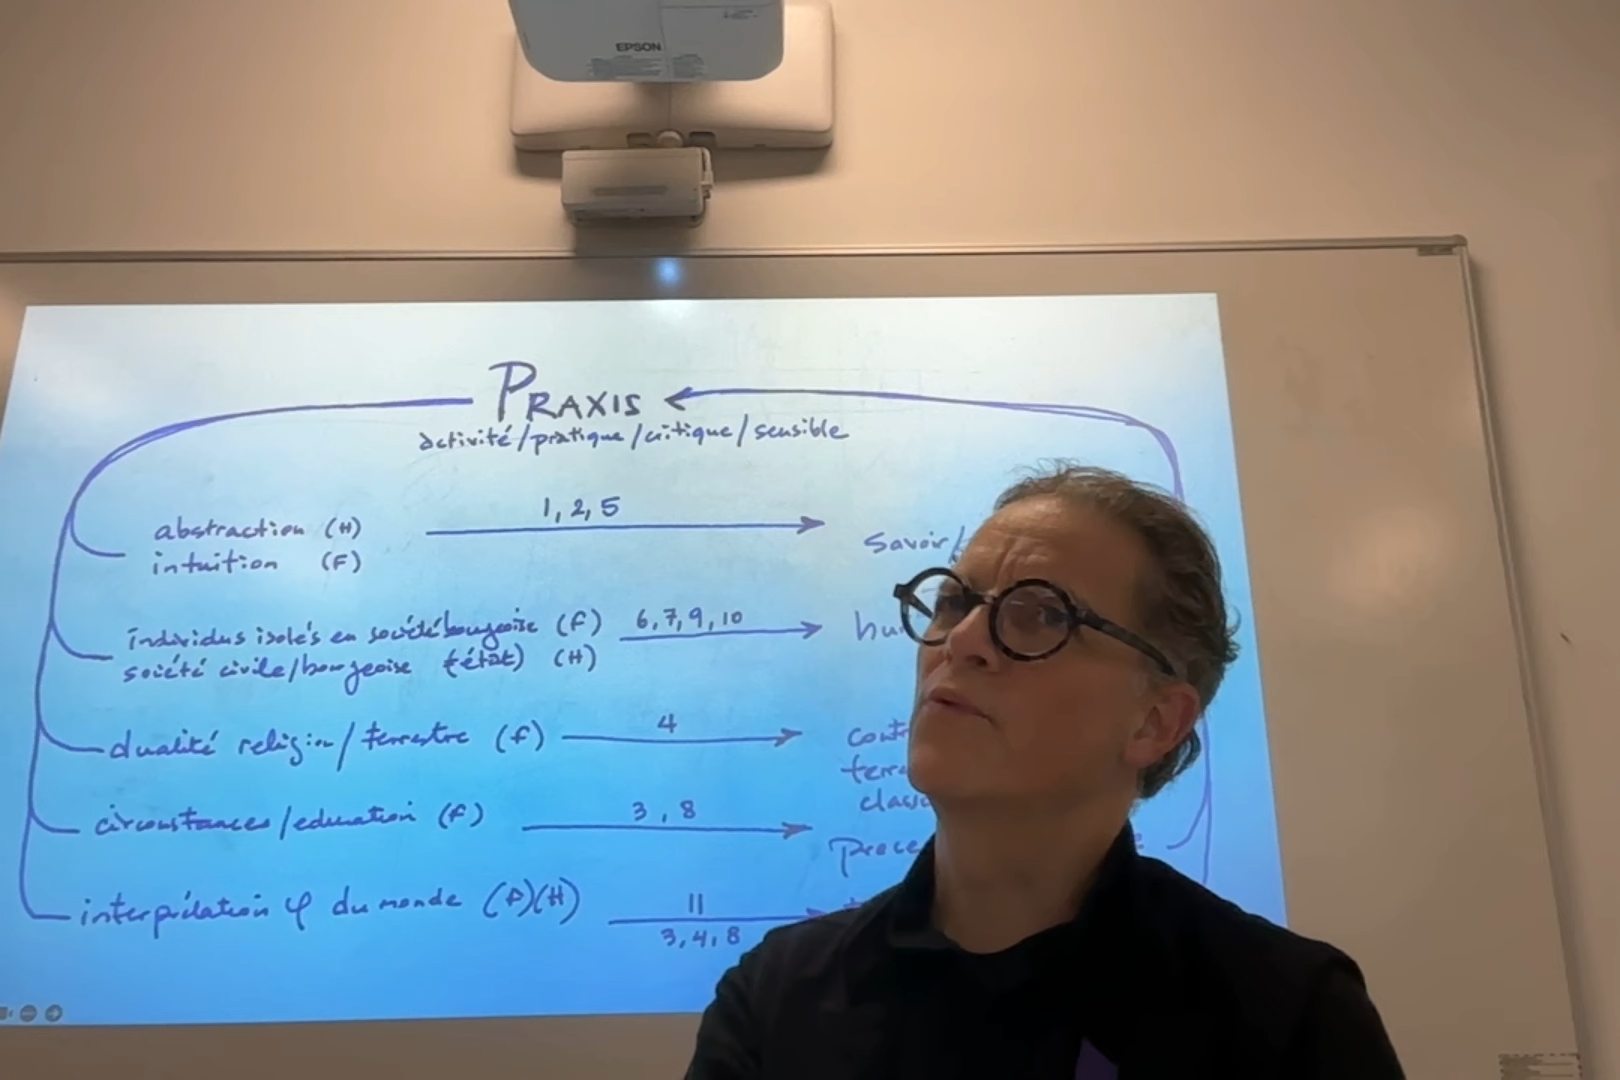 EPSON
PRAXIS
activité/pratique/critique/sensible
abstraction (H)
intuition (F)
1, 2, 5
savoir/
individus isolés en société bourgeoise (F)
société civile/bourgeoise (état) (H)
6, 7, 9, 10
dualité religion/terrestre (F)
4
circonstances/education (F)
3, 8
interprétation φ du monde (F)(H)
11
3, 4, 8